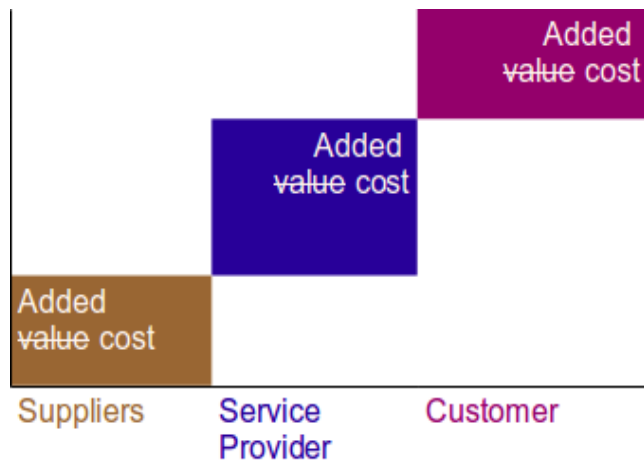 Added
value cost
Added
value cost
Added
value cost
Suppliers
Service
Provider
Customer